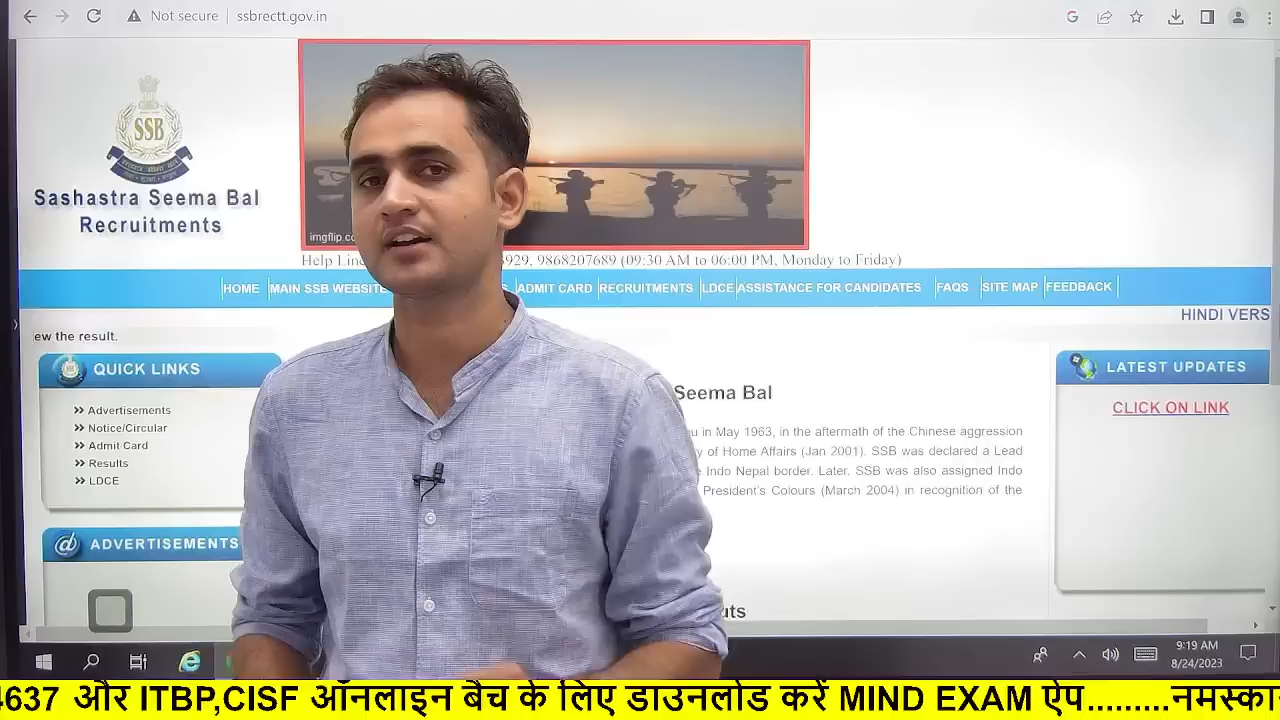 Not secure ssbrectt.gov.in
SSB
Sashastra Seema Bal
Recruitments
imgflip.co
Help Line 929, 9868207689 (09:30 AM to 06:00 PM, Monday to Friday)
HOME MAIN SSB WEBSITE ADMIT CARD RECRUITMENTS LDCE ASSISTANCE FOR CANDIDATES FAQS SITE MAP FEEDBACK
HINDI VERS
ew the result.
QUICK LINKS
Advertisements
Notice/Circular
Admit Card
Results
LDCE
ADVERTISEMENTS
Seema Bal
in May 1963, in the aftermath of the Chinese aggression
y of Home Affairs (Jan 2001). SSB was declared a Lead
Indo Nepal border. Later, SSB was also assigned Indo
President's Colours (March 2004) in recognition of the
LATEST UPDATES
CLICK ON LINK
9:19 AM
8/24/2023
4637 और ITBP,CISF ऑनलाइन बैच के लिए डाउनलोड करें MIND EXAM ऐप.........नमस्का